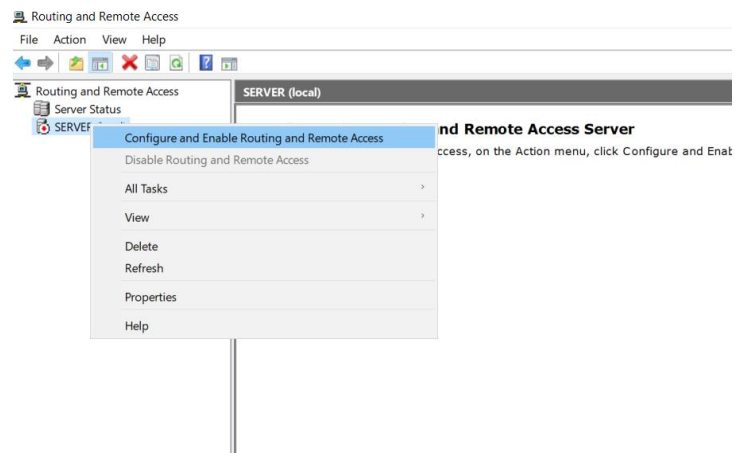 Routing and Remote Access
File Action View Help
Routing and Remote Access
Server Status
SERVER
SERVER (local)
Configure and Enable Routing and Remote Access
Disable Routing and Remote Access
All Tasks
View
Delete
Refresh
Properties
Help
nd Remote Access Server
ccess, on the Action menu, click Configure and Enab